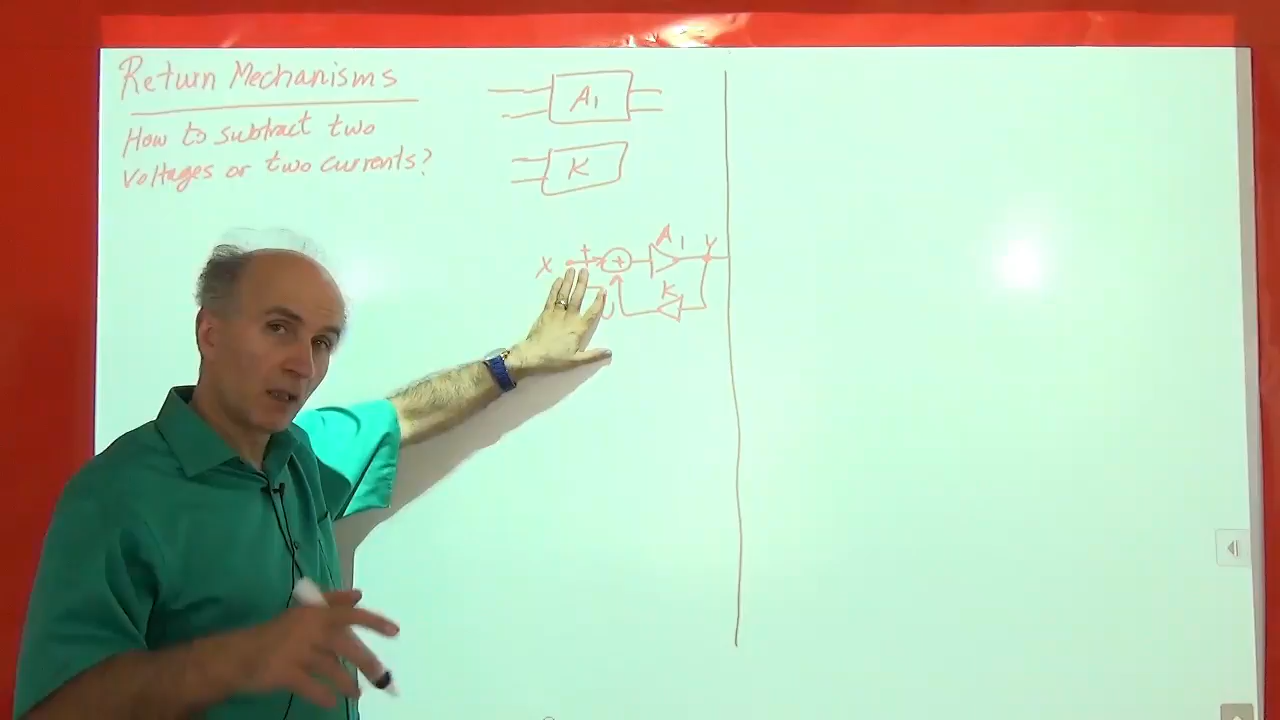 Return Mechanisms
How to subtract two
voltages or two currents?
A1
K
X + + A1 Y
K